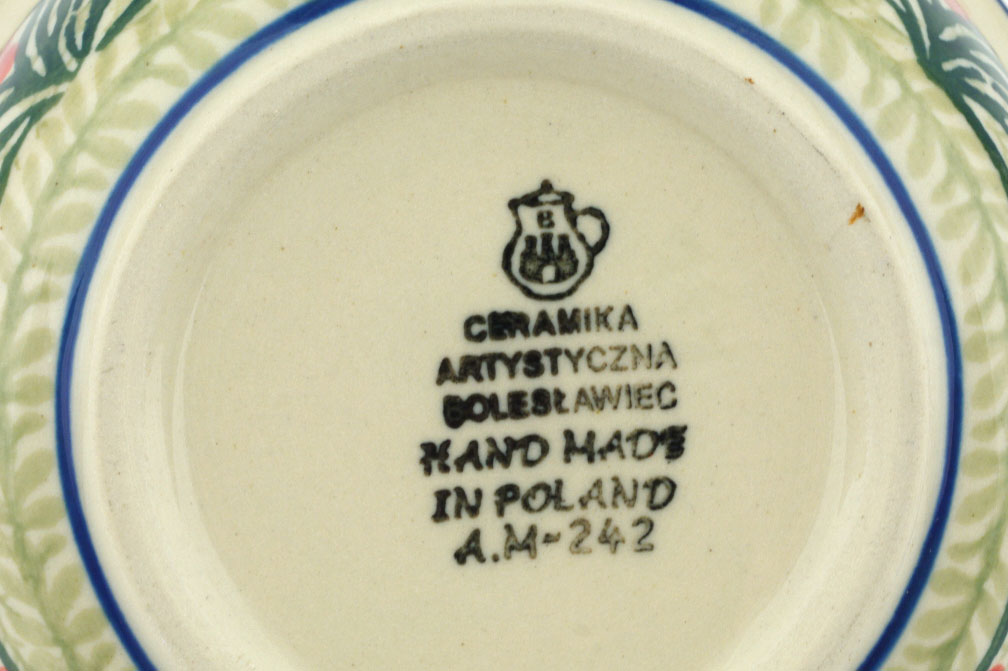 B
CERAMIKA
ARTYSTYCZNA
BOLESŁAWIEC
HAND MADE
IN POLAND
A.M-242